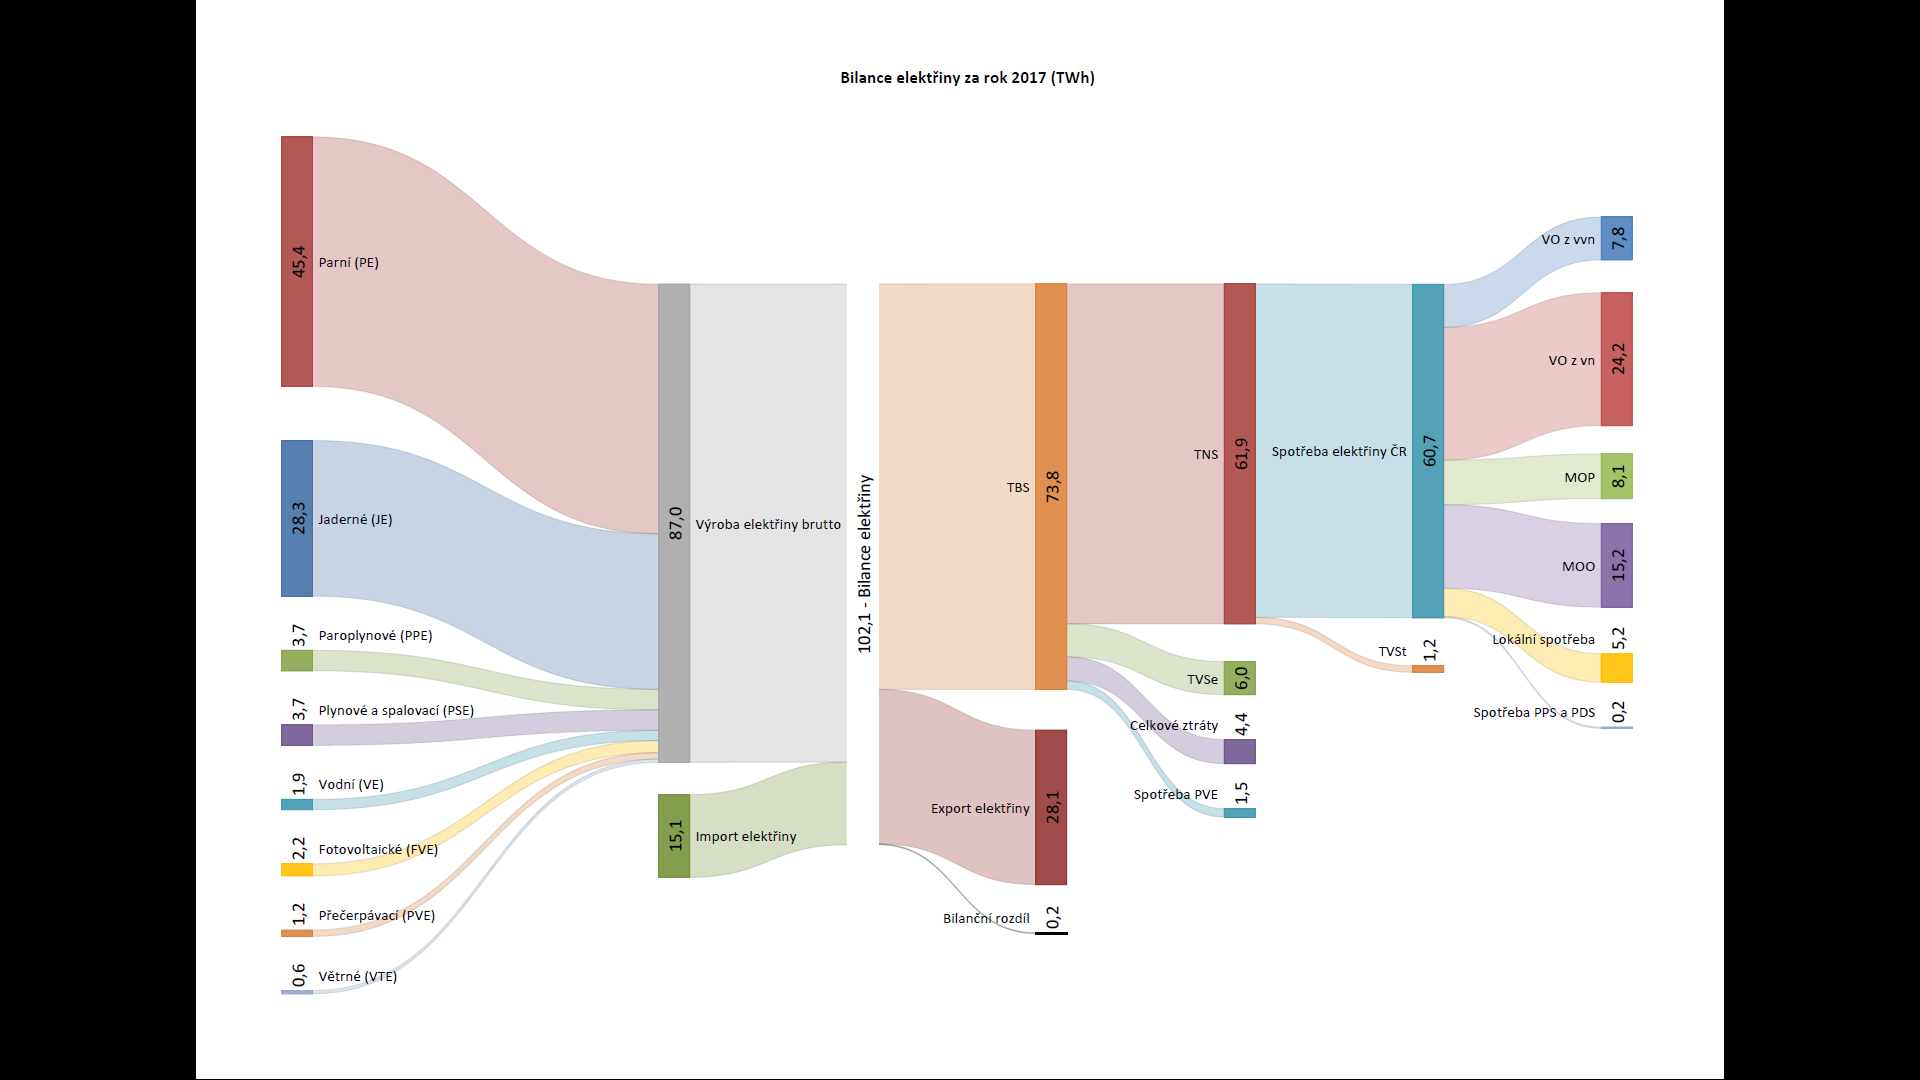 Bilance elektřiny za rok 2017 (TWh)
45,4
Parní (PE)
28,3
Jaderné (JE)
3,7
Paroplynové (PPE)
3,7
Plynové a spalovací (PSE)
1,9
Vodní (VE)
2,2
Fotovoltaické (FVE)
1,2
Přečerpávací (PVE)
0,6
Větrné (VTE)
87,0
Výroba elektřiny brutto
15,1
Import elektřiny
102,1 - Bilance elektřiny
TBS
73,8
Export elektřiny
28,1
Bilanční rozdíl
0,2
TNS
61,9
TVSe
6,0
Celkové ztráty
4,4
Spotřeba PVE
1,5
Spotřeba elektřiny ČR
60,7
TVSt
1,2
VO z vvn
7,8
VO z vn
24,2
MOP
8,1
MOO
15,2
Lokální spotřeba
5,2
Spotřeba PPS a PDS
0,2